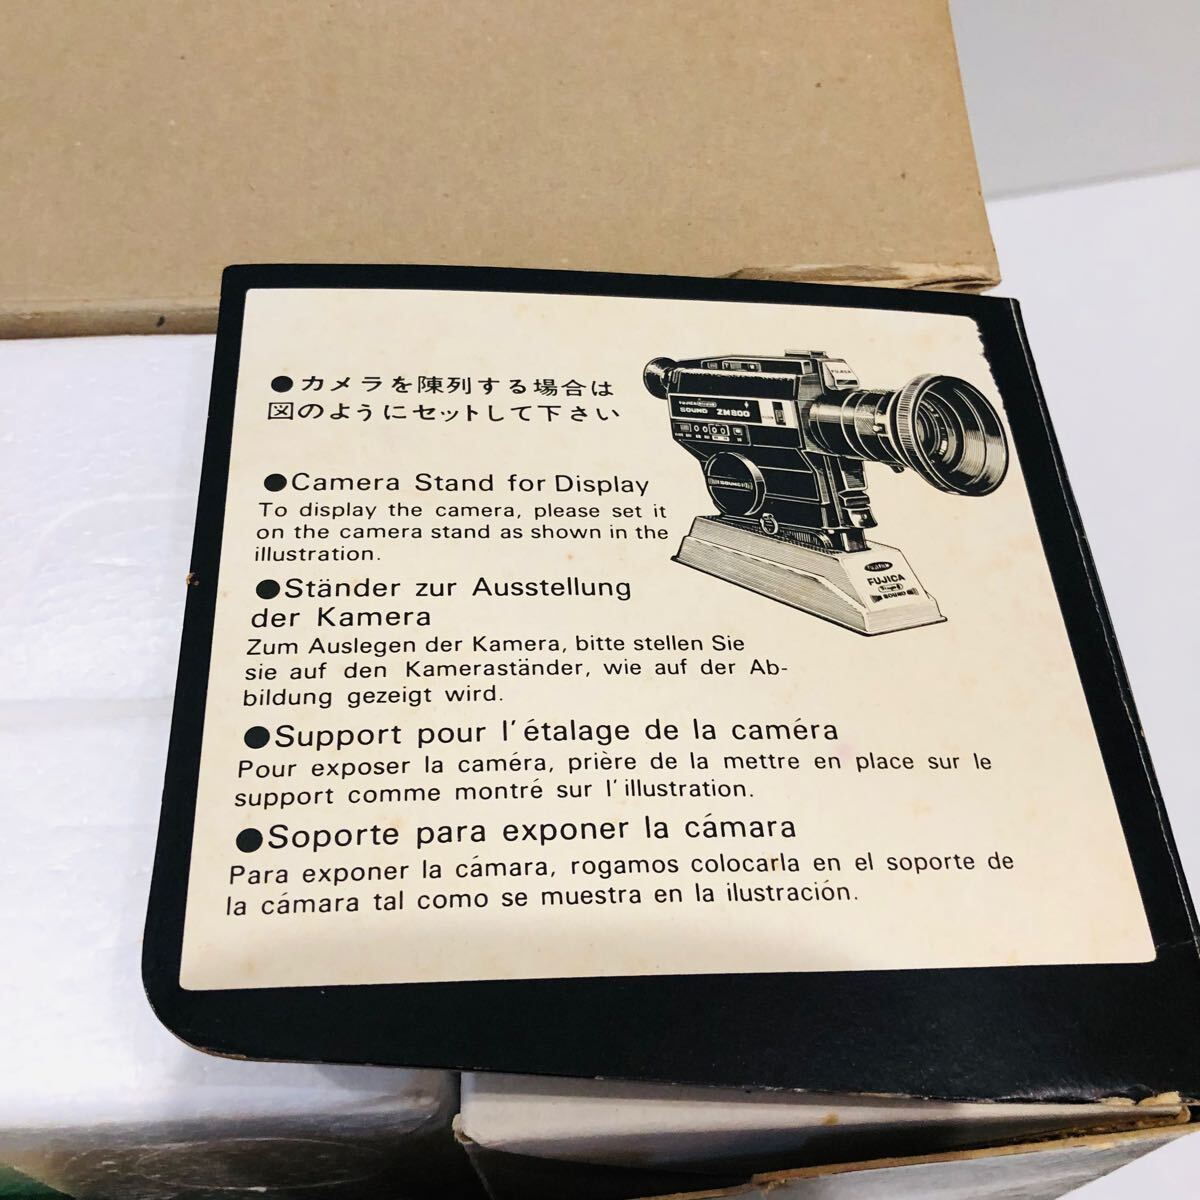 ●カメラを陳列する場合は
図のようにセットして下さい
●Camera Stand for Display
To display the camera, please set it
on the camera stand as shown in the
illustration.
●Ständer zur Ausstellung
der Kamera
Zum Auslegen der Kamera, bitte stellen Sie
sie auf den Kameraständer, wie auf der Ab-
bildung gezeigt wird.
●Support pour l'étalage de la caméra
Pour exposer la caméra, prière de la mettre en place sur le
support comme montré sur l'illustration.
●Soporte para exponer la cámara
Para exponer la cámara, rogamos colocarla en el soporte de
la cámara tal como se muestra en la ilustración.
FUJICA
FUJICA
SOUND ZM800
SOUND
FUJIFILM
FUJICA
SOUND